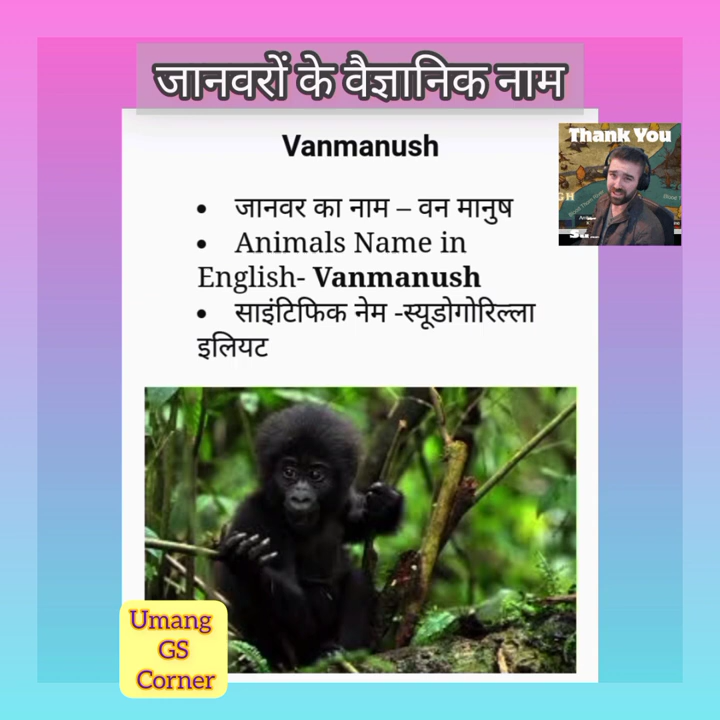 जानवरों के वैज्ञानिक नाम
Vanmanush
Thank You
• जानवर का नाम – वन मानुष
• Animals Name in
English- Vanmanush
• साइंटिफिक नेम -स्यूडोगोरिल्ला
इलियट
Umang
GS
Corner